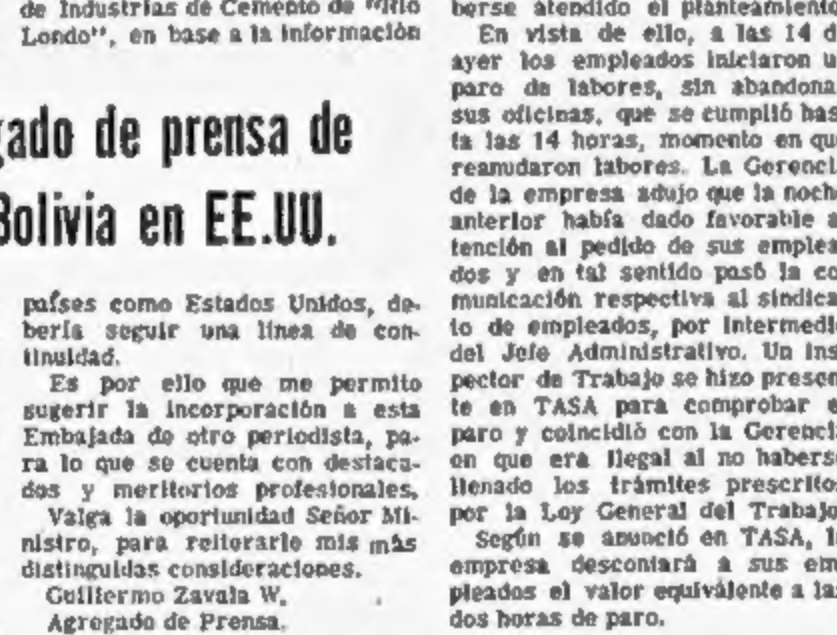 de Industrias de Cemento de "Río
Londo", en base a la información
gado de prensa de
Bolivia en EE.UU.
países como Estados Unidos, de-
bería seguir una línea de con-
tinuidad.
Es por ello que me permito
sugerir la incorporación a esta
Embajada de otro periodista, pa-
ra lo que se cuenta con destaca-
dos y meritorios profesionales.
Valga la oportunidad Señor Mi-
nistro, para reiterarle mis más
distinguidas consideraciones.
Guillermo Zavala W.
Agregado de Prensa.
berse atendido el planteamiento
En vista de ello, a las 14 d
ayer los empleados iniciaron u
paro de labores, sin abandona
sus oficinas, que se cumplió has
ta las 14 horas, momento en qu
reanudaron labores. La Gerenci
de la empresa adujo que la noch
anterior había dado favorable a
tención al pedido de sus emplea
dos y en tal sentido pasó la co
municación respectiva al sindica
to de empleados, por intermedi
del Jefe Administrativo. Un Ins
pector de Trabajo se hizo presen
te en TASA para comprobar e
paro y coincidió con la Gerenci
en que era ilegal al no haberse
llenado los trámites prescrito
por la Ley General del Trabajo
Según se anunció en TASA, l
empresa descontará a sus em
pleados el valor equivalente a la
dos horas de paro.